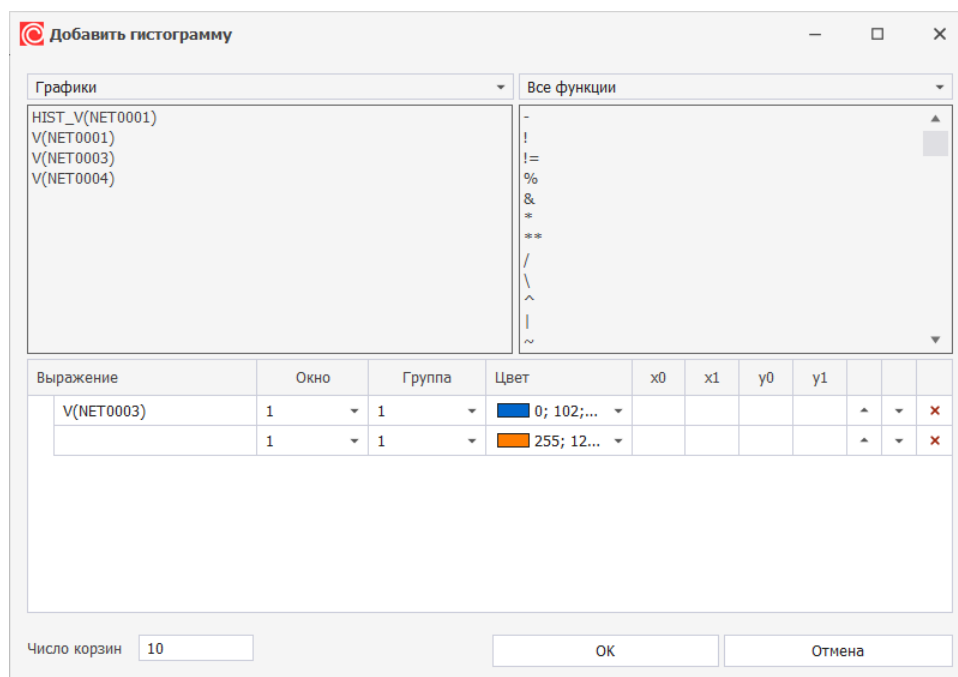 Добавить гистограмму
Графики
Все функции
HIST_V(NET0001)
V(NET0001)
V(NET0003)
V(NET0004)
-
!
!=
%
&
*
**
/
\
^
|
~
Выражение Окно Группа Цвет x0 x1 y0 y1
V(NET0003) 1 1 0; 102;...
1 1 255; 12...
Число корзин 10 ОК Отмена